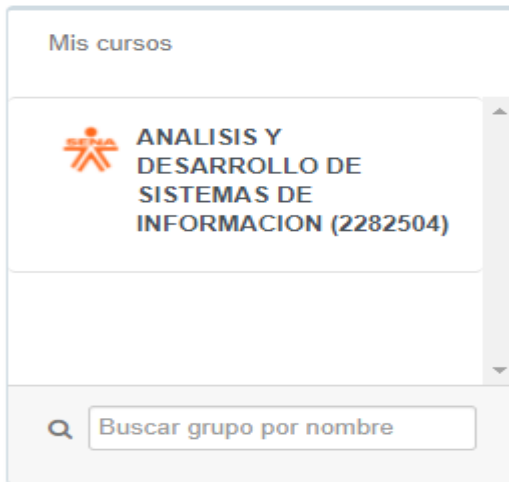 Mis cursos
SENA
ANALISIS Y
DESARROLLO DE
SISTEMAS DE
INFORMACION (2282504)
Buscar grupo por nombre